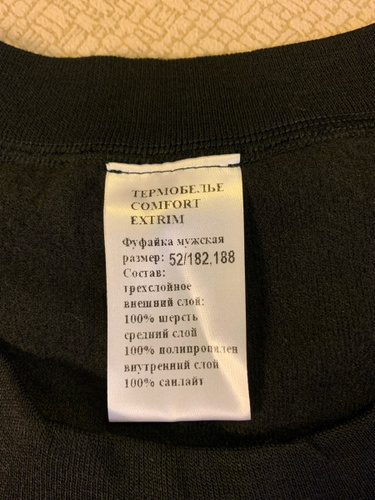 ТЕРМОБЕЛЬЕ
COMFORT
EXTRIM
Фуфайка мужская
размер: 52/182,188
Состав:
трехслойное
внешний слой:
100% шерсть
средний слой
100% полипропилен
внутренний слой
100% санлайт